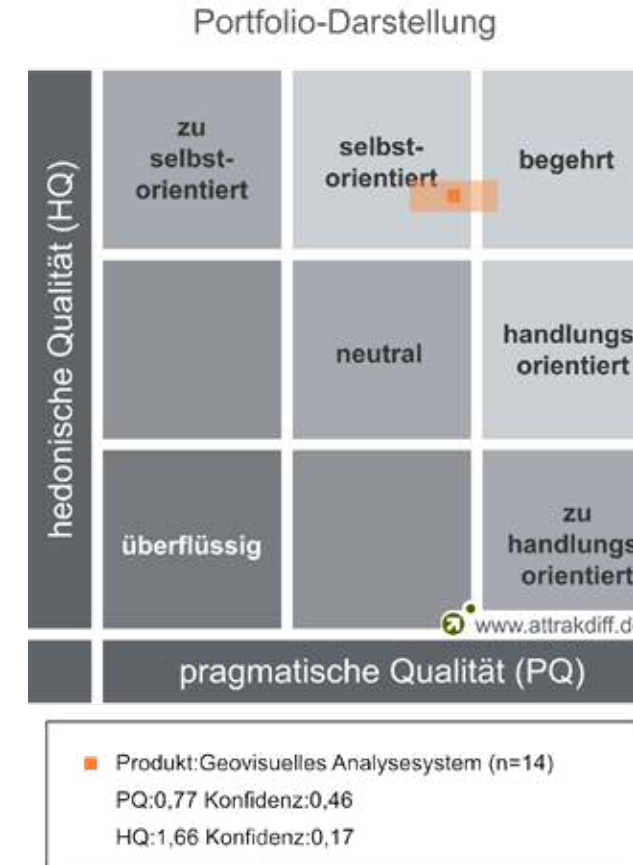 Portfolio-Darstellung
hedonische Qualität (HQ)
zu
selbst-
orientiert
selbst-
orientiert
begehrt
neutral
handlungs
orientiert
überflüssig
zu
handlungs
orientiert
www.attrakdiff.d
pragmatische Qualität (PQ)
Produkt:Geovisuelles Analysesystem (n=14)
PQ:0,77 Konfidenz:0,46
HQ:1,66 Konfidenz:0,17